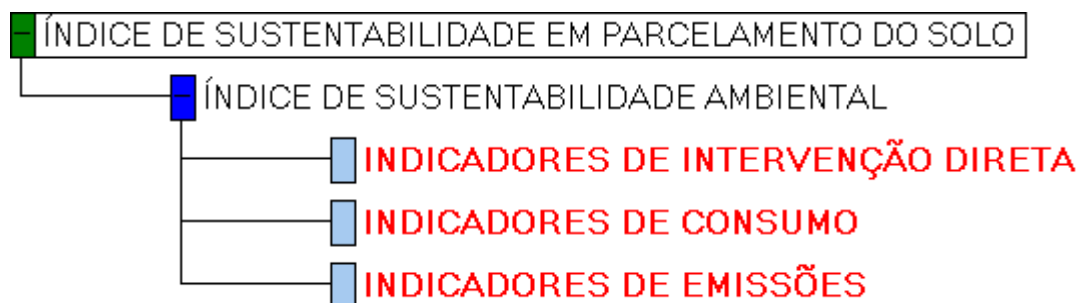 ÍNDICE DE SUSTENTABILIDADE EM PARCELAMENTO DO SOLO
ÍNDICE DE SUSTENTABILIDADE AMBIENTAL
INDICADORES DE INTERVENÇÃO DIRETA
INDICADORES DE CONSUMO
INDICADORES DE EMISSÕES